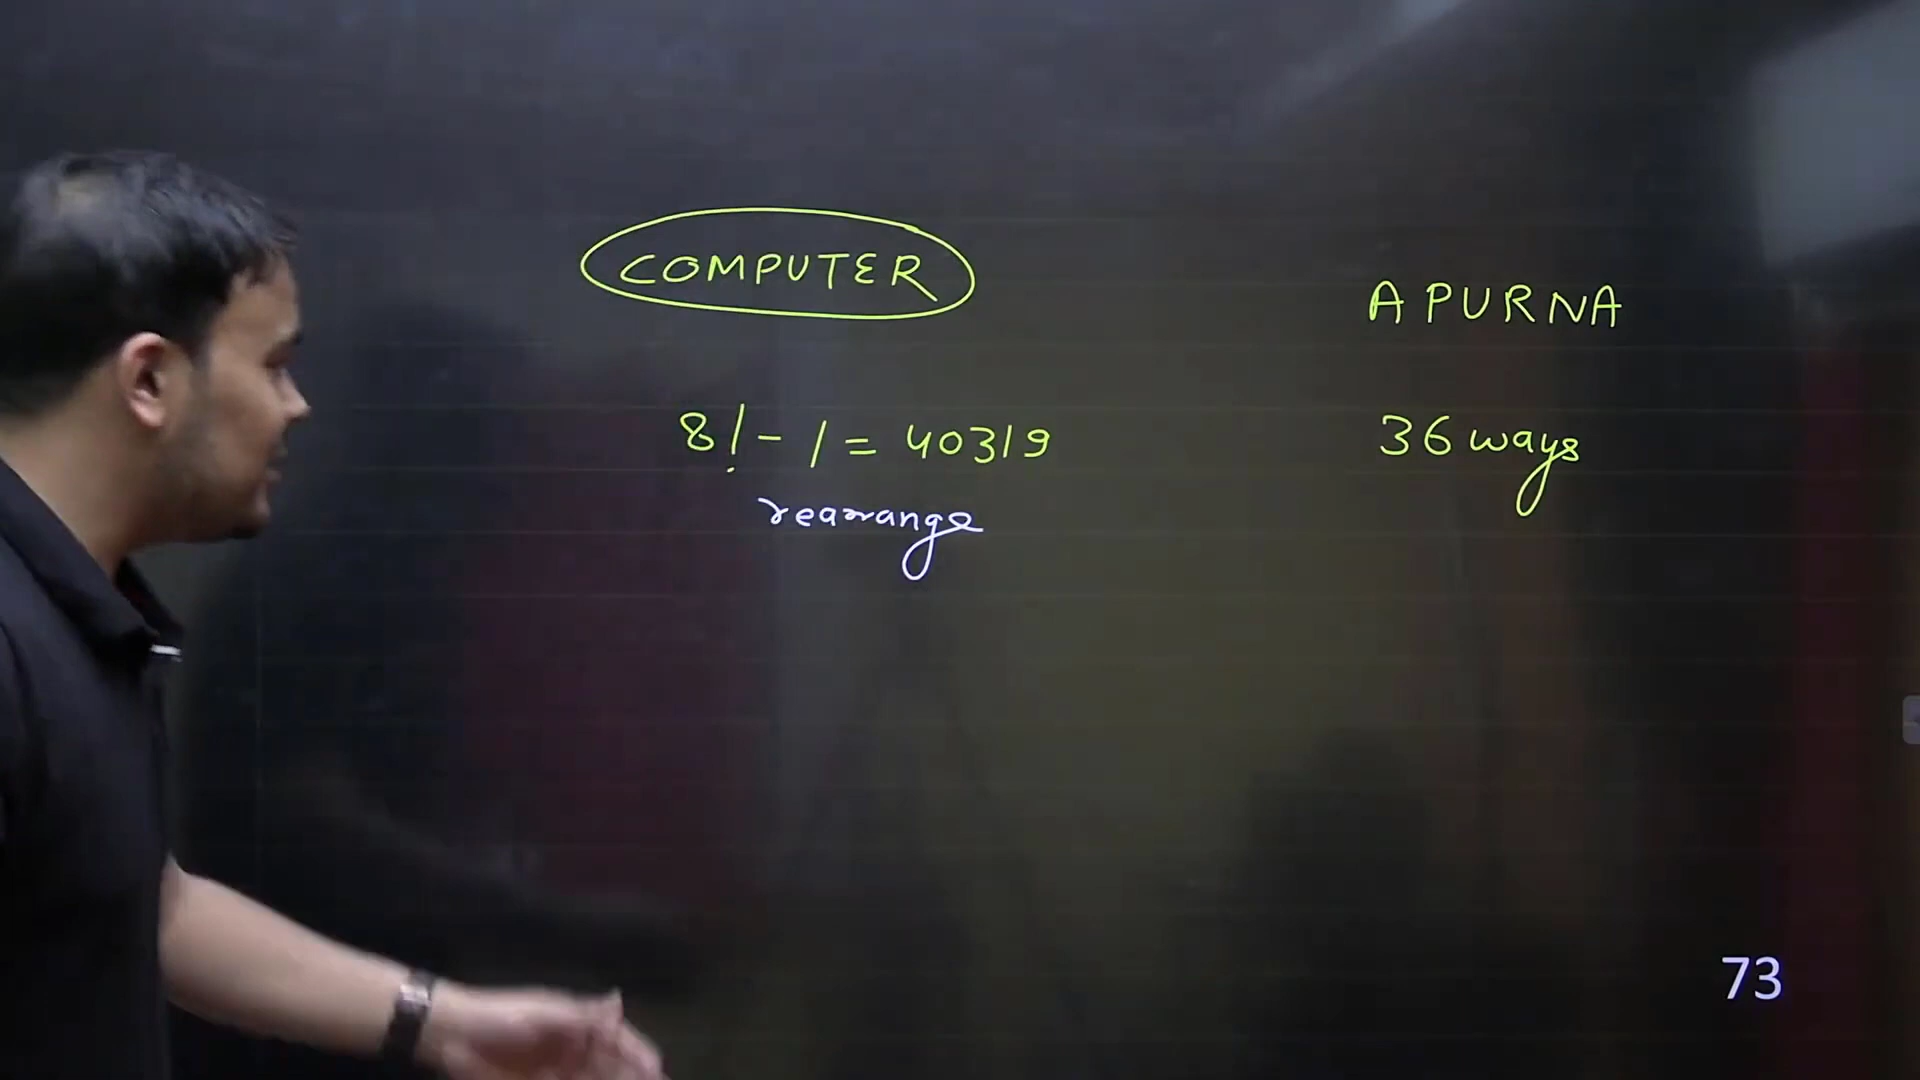 COMPUTER
APURNA
8! - 1 = 40319
36 ways
rearrange
73